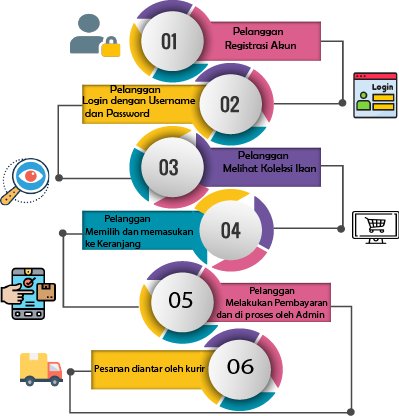 01
Pelanggan
Registrasi Akun
Login
Pelanggan
Login dengan Username
dan Password
02
03
Pelanggan
Melihat Koleksi Ikan
Pelanggan
Memilih dan memasukan
ke Keranjang
04
05
Pelanggan
Melakukan Pembayaran
dan di proses oleh Admin
Pesanan diantar oleh kurir
06